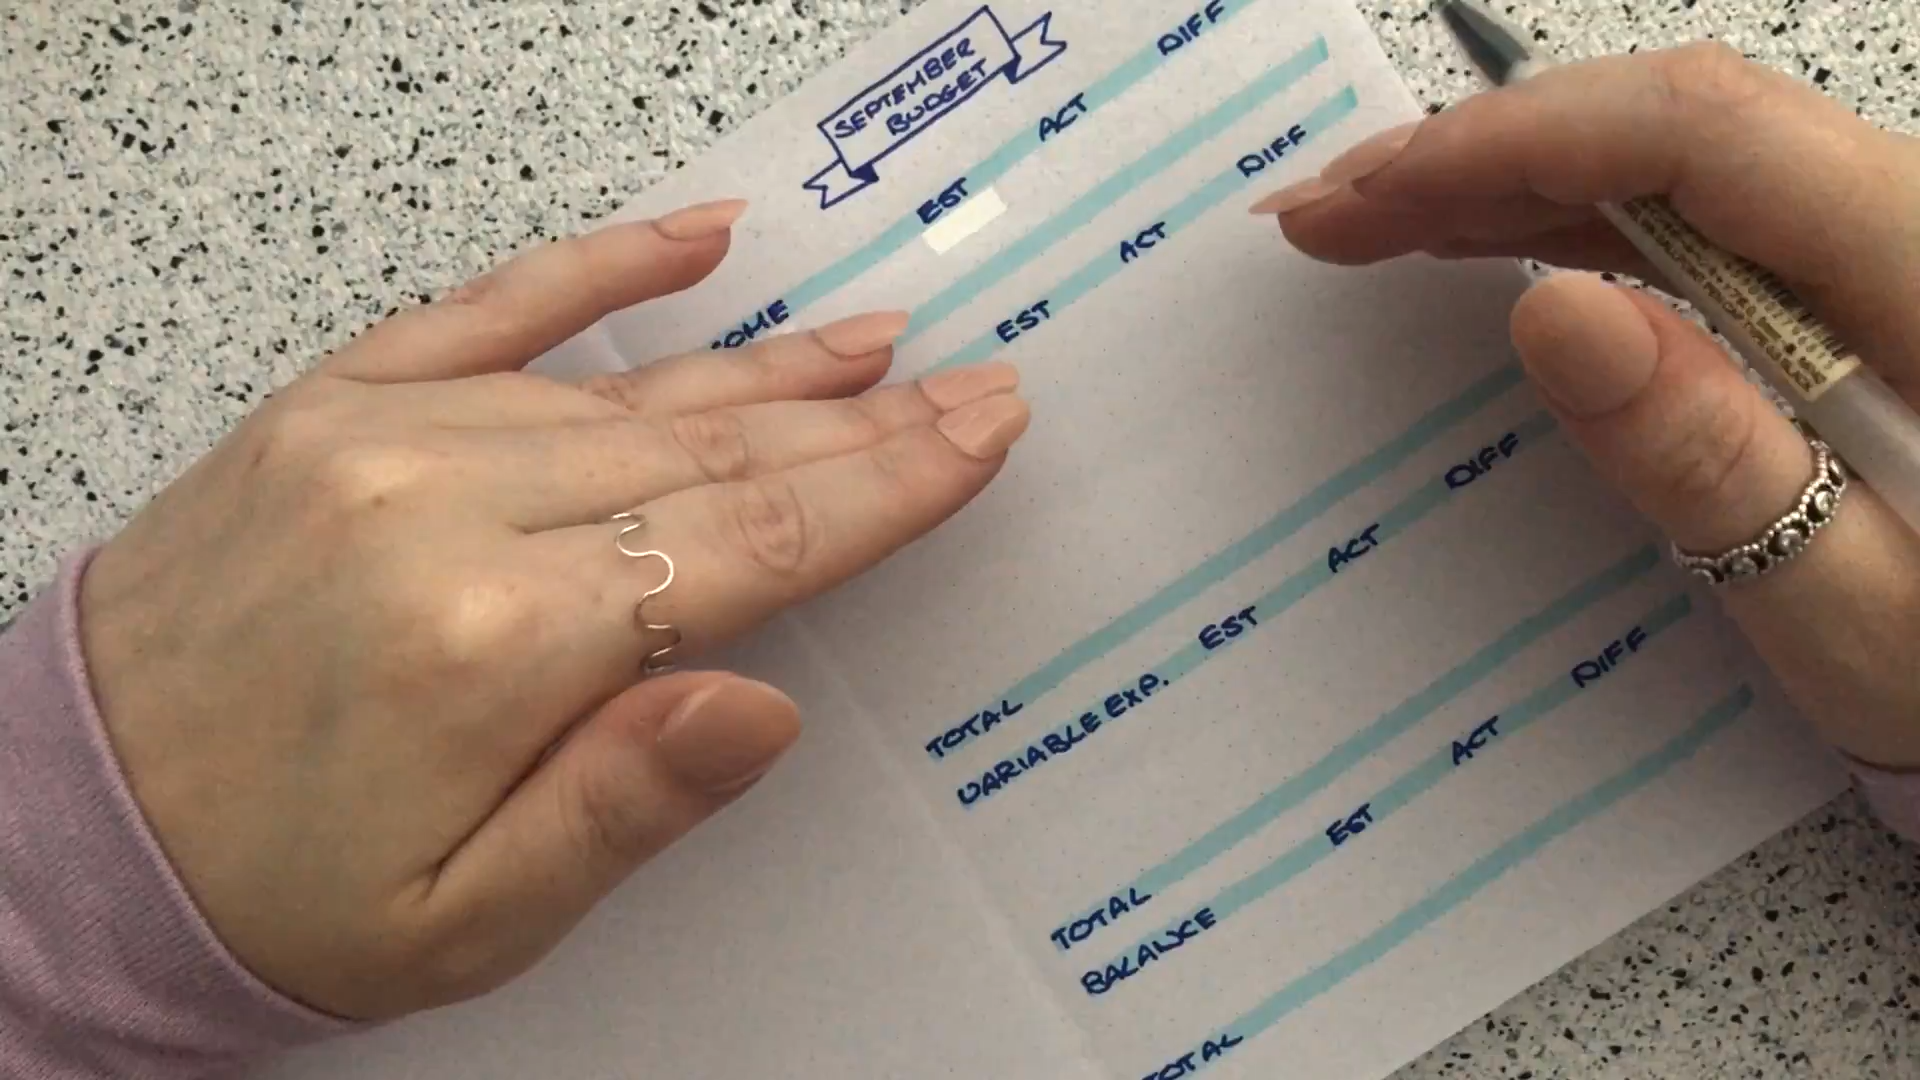 SEPTEMBER
BUDGET
EST ACT DIFF
EST ACT DIFF
TOTAL
VARIABLE EXP. EST ACT DIFF
TOTAL
BALANCE EST ACT DIFF
TOTAL